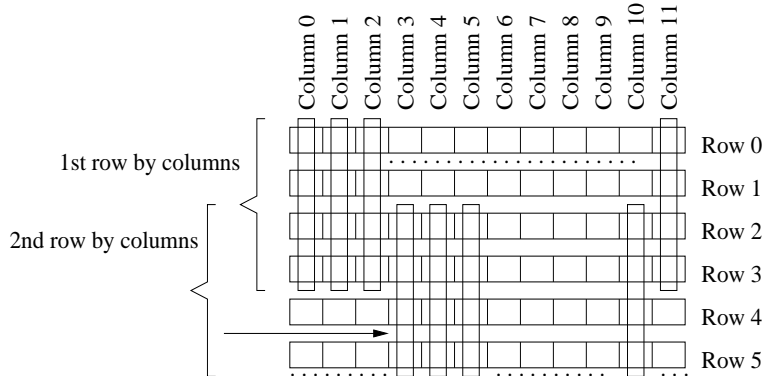 Column 0
Column 1
Column 2
Column 3
Column 4
Column 5
Column 6
Column 7
Column 8
Column 9
Column 10
Column 11
1st row by columns
2nd row by columns
Row 0
Row 1
Row 2
Row 3
Row 4
Row 5